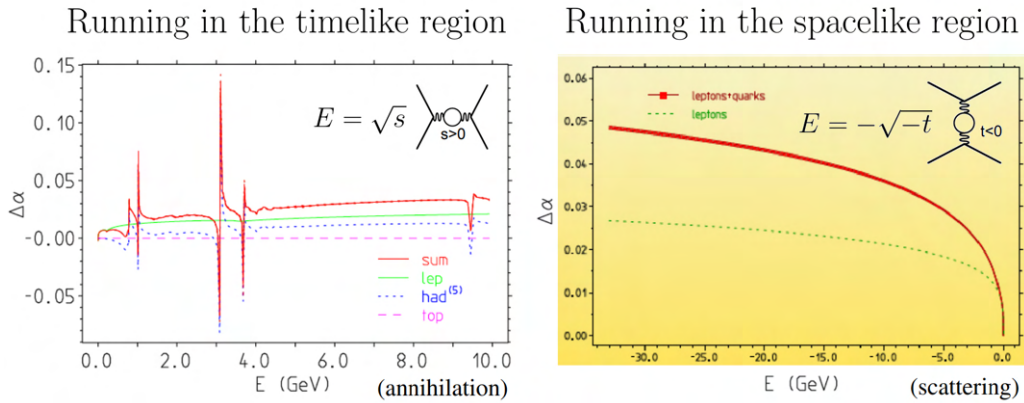 Running in the timelike region
0.15
0.10
0.05
-0.00
-0.05
Δα
E = √s
s>0
sum
lep
had(5)
top
0.0 2.0 4.0 6.0 8.0 10.0
E (GeV)
(annihilation)
Running in the spacelike region
0.06
0.05
0.04
0.03
0.02
0.01
0.00
Δα
leptons+quarks
leptons
E = −√−t
t<0
-30.0 -25.0 -20.0 -15.0 -10.0 -5.0 0.0
E (GeV)
(scattering)